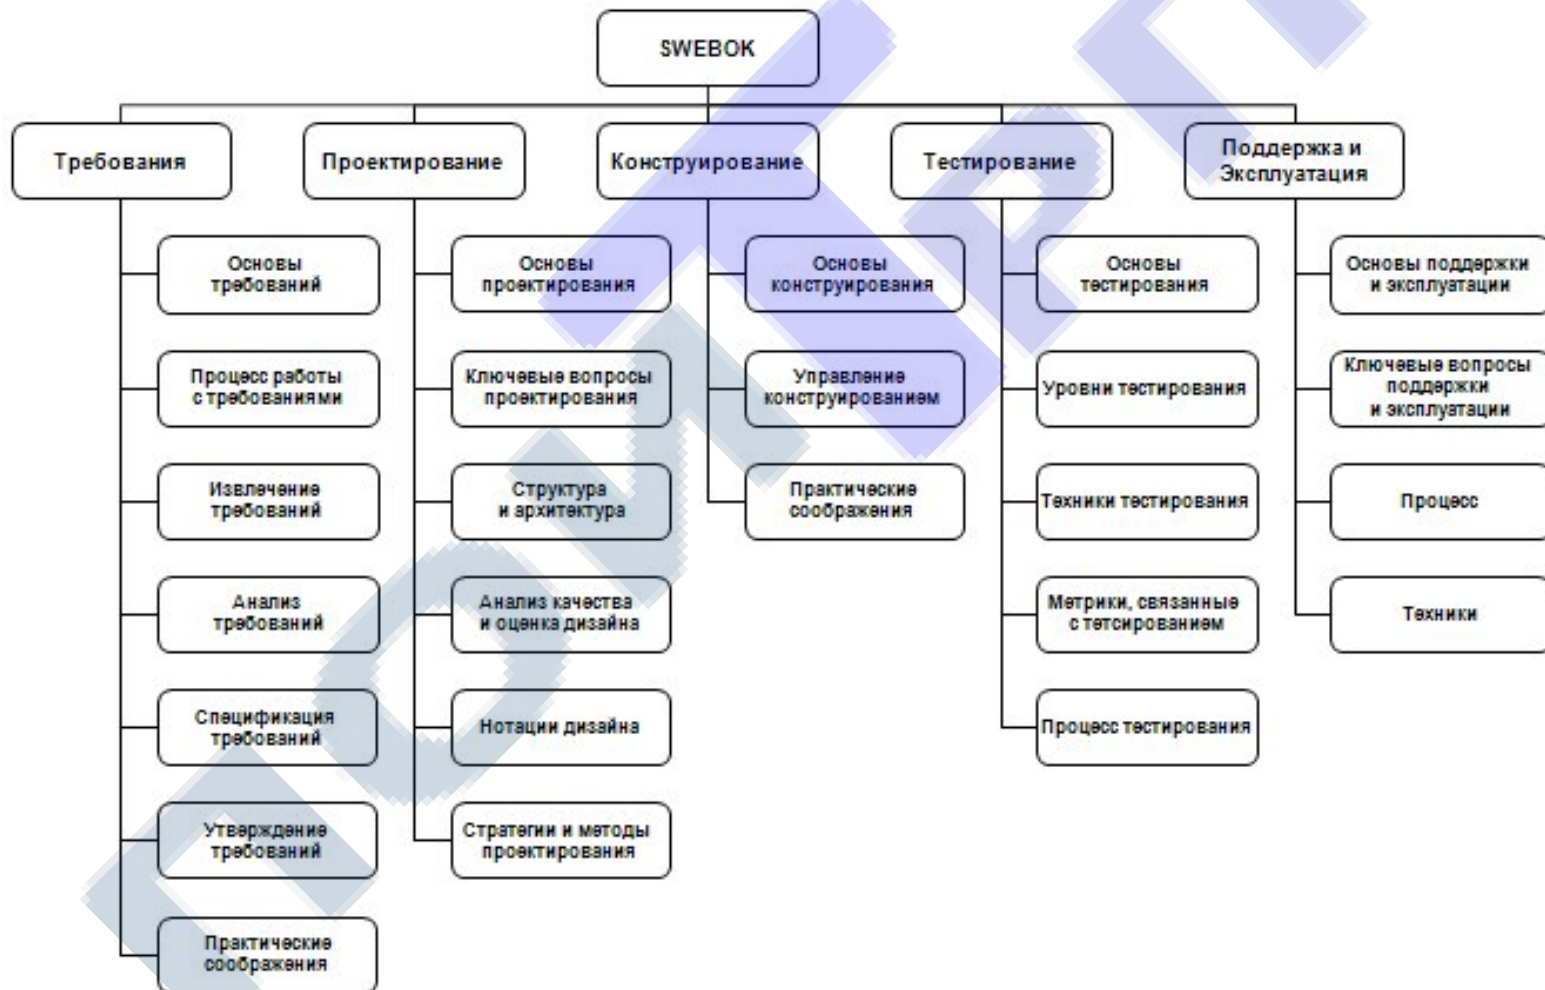 SWEBOK
Требования
Основы
требований
Процесс работы
с требованиями
Извлечение
требований
Анализ
требований
Спецификация
требований
Утверждение
требований
Практические
соображения
Проектирование
Основы
проектирования
Ключевые вопросы
проектирования
Структура
и архитектура
Анализ качества
и оценка дизайна
Нотации дизайна
Стратегии и методы
проектирования
Конструирование
Основы
конструирования
Управление
конструированием
Практические
соображения
Тестирование
Основы
тестирования
Уровни тестирования
Техники тестирования
Метрики, связанные
с тетсированием
Процесс тестирования
Поддержка и
Эксплуатация
Основы поддержки
и эксплуатации
Ключевые вопросы
поддержки
и эксплуатации
Процесс
Техники